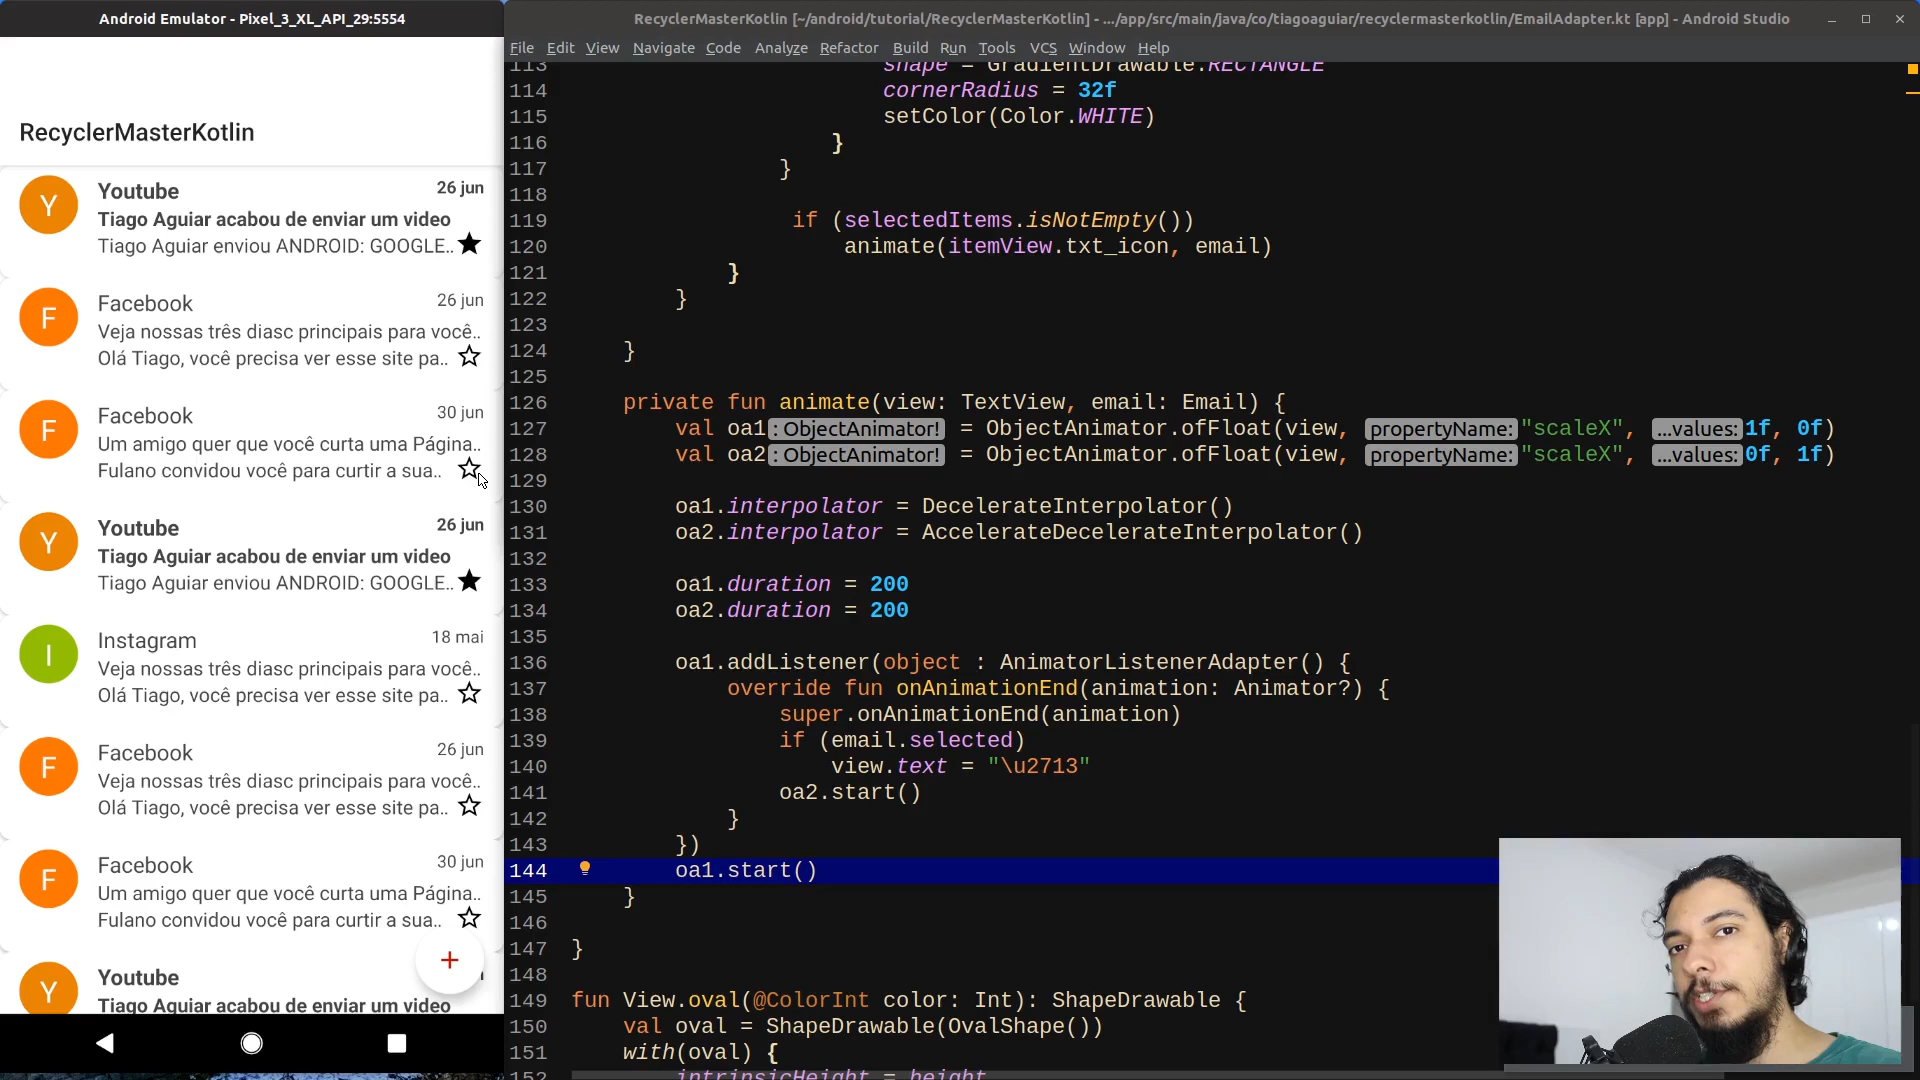 Android Emulator - Pixel_3_XL_API_29:5554
RecyclerMasterKotlin [~/android/tutorial/RecyclerMasterKotlin] - .../app/src/main/java/co/tiagoaguiar/recyclermasterkotlin/EmailAdapter.kt [app] - Android Studio
File Edit View Navigate Code Analyze Refactor Build Run Tools VCS Window Help
RecyclerMasterKotlin
Y
Youtube
26 jun
Tiago Aguiar acabou de enviar um video
Tiago Aguiar enviou ANDROID: GOOGLE..
F
Facebook
26 jun
Veja nossas três diasc principais para você..
Olá Tiago, você precisa ver esse site pa..
F
Facebook
30 jun
Um amigo quer que você curta uma Página..
Fulano convidou você para curtir a sua..
Y
Youtube
26 jun
Tiago Aguiar acabou de enviar um video
Tiago Aguiar enviou ANDROID: GOOGLE..
I
Instagram
18 mai
Veja nossas três diasc principais para você..
Olá Tiago, você precisa ver esse site pa..
F
Facebook
26 jun
Veja nossas três diasc principais para você..
Olá Tiago, você precisa ver esse site pa..
F
Facebook
30 jun
Um amigo quer que você curta uma Página..
Fulano convidou você para curtir a sua..
+
Y
Youtube
Tiago Aguiar acabou de enviar um video
113 shape = GradientDrawable.RECTANGLE
114 cornerRadius = 32f
115 setColor(Color.WHITE)
116 }
117 }
118
119 if (selectedItems.isNotEmpty())
120 animate(itemView.txt_icon, email)
121 }
122 }
123
124 }
125
126 private fun animate(view: TextView, email: Email) {
127 val oa1 : ObjectAnimator! = ObjectAnimator.ofFloat(view, propertyName: "scaleX", ...values: 1f, 0f)
128 val oa2 : ObjectAnimator! = ObjectAnimator.ofFloat(view, propertyName: "scaleX", ...values: 0f, 1f)
129
130 oa1.interpolator = DecelerateInterpolator()
131 oa2.interpolator = AccelerateDecelerateInterpolator()
132
133 oa1.duration = 200
134 oa2.duration = 200
135
136 oa1.addListener(object : AnimatorListenerAdapter() {
137 override fun onAnimationEnd(animation: Animator?) {
138 super.onAnimationEnd(animation)
139 if (email.selected)
140 view.text = "\u2713"
141 oa2.start()
142 }
143 })
144 oa1.start()
145 }
146
147 }
148
149 fun View.oval(@ColorInt color: Int): ShapeDrawable {
150 val oval = ShapeDrawable(OvalShape())
151 with(oval) {
152 intrinsicHeight = height